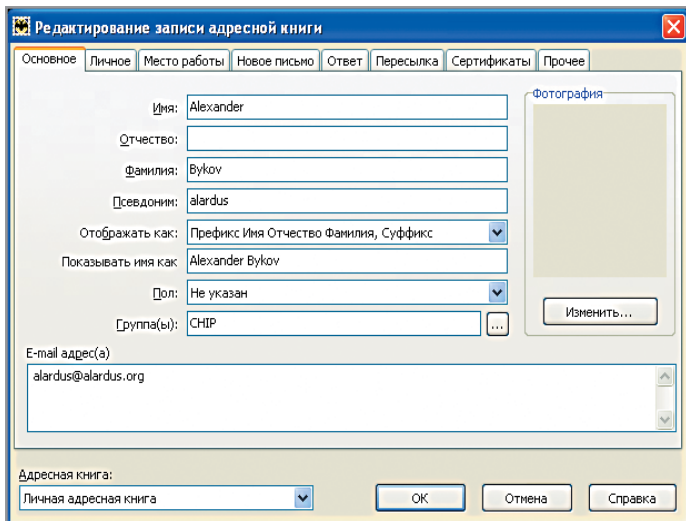 Редактирование записи адресной книги
Основное Личное Место работы Новое письмо Ответ Пересылка Сертификаты Прочее
Фотография
Имя: Alexander
Отчество:
Фамилия: Bykov
Псевдоним: alardus
Отображать как: Префикс Имя Отчество Фамилия, Суффикс
Показывать имя как Alexander Bykov
Пол: Не указан
Изменить...
Группа(ы): CHIP ...
E-mail адрес(а)
alardus@alardus.org
Адресная книга:
Личная адресная книга OK Отмена Справка